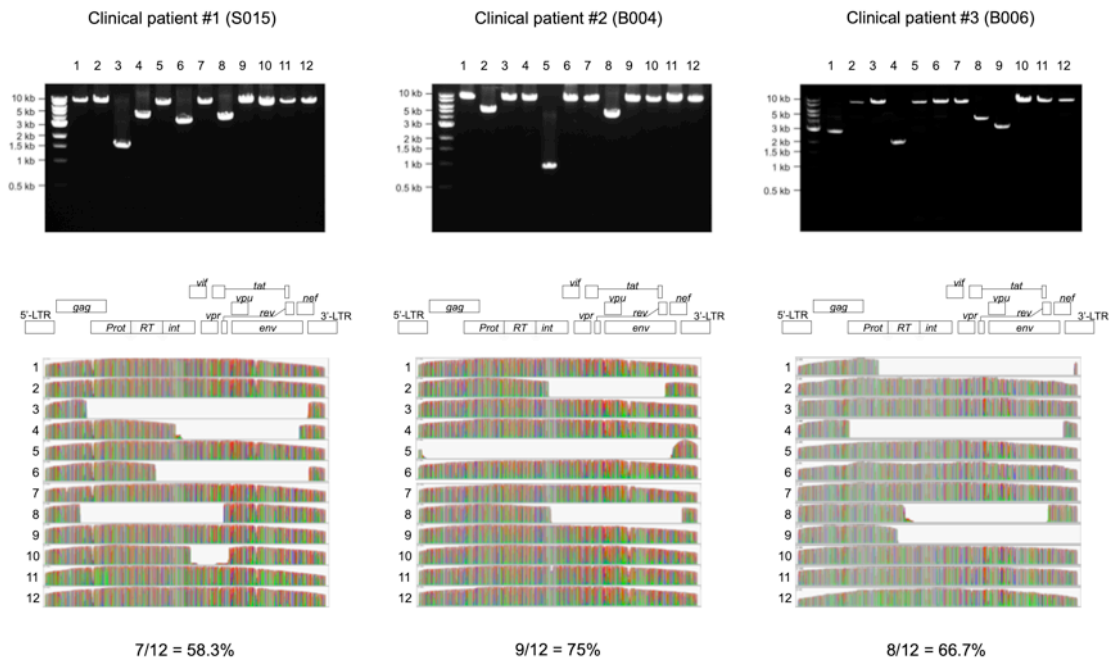 Clinical patient #1 (S015)
1 2 3 4 5 6 7 8 9 10 11 12
10 kb
5 kb
3 kb
2 kb
1.5 kb
1 kb
0.5 kb
vif
tat
vpu
rev
nef
gag
5'-LTR
vpr
3'-LTR
Prot RT int env
1
2
3
4
5
6
7
8
9
10
11
12
7/12 = 58.3%
Clinical patient #2 (B004)
1 2 3 4 5 6 7 8 9 10 11 12
10 kb
5 kb
3 kb
2 kb
1.5 kb
1 kb
0.5 kb
vif
tat
vpu
rev
nef
gag
5'-LTR
vpr
3'-LTR
Prot RT int env
1
2
3
4
5
6
7
8
9
10
11
12
9/12 = 75%
Clinical patient #3 (B006)
1 2 3 4 5 6 7 8 9 10 11 12
10 kb
5 kb
3 kb
2 kb
1.5 kb
1 kb
0.5 kb
vif
tat
vpu
rev
nef
gag
5'-LTR
vpr
3'-LTR
Prot RT int env
1
2
3
4
5
6
7
8
9
10
11
12
8/12 = 66.7%